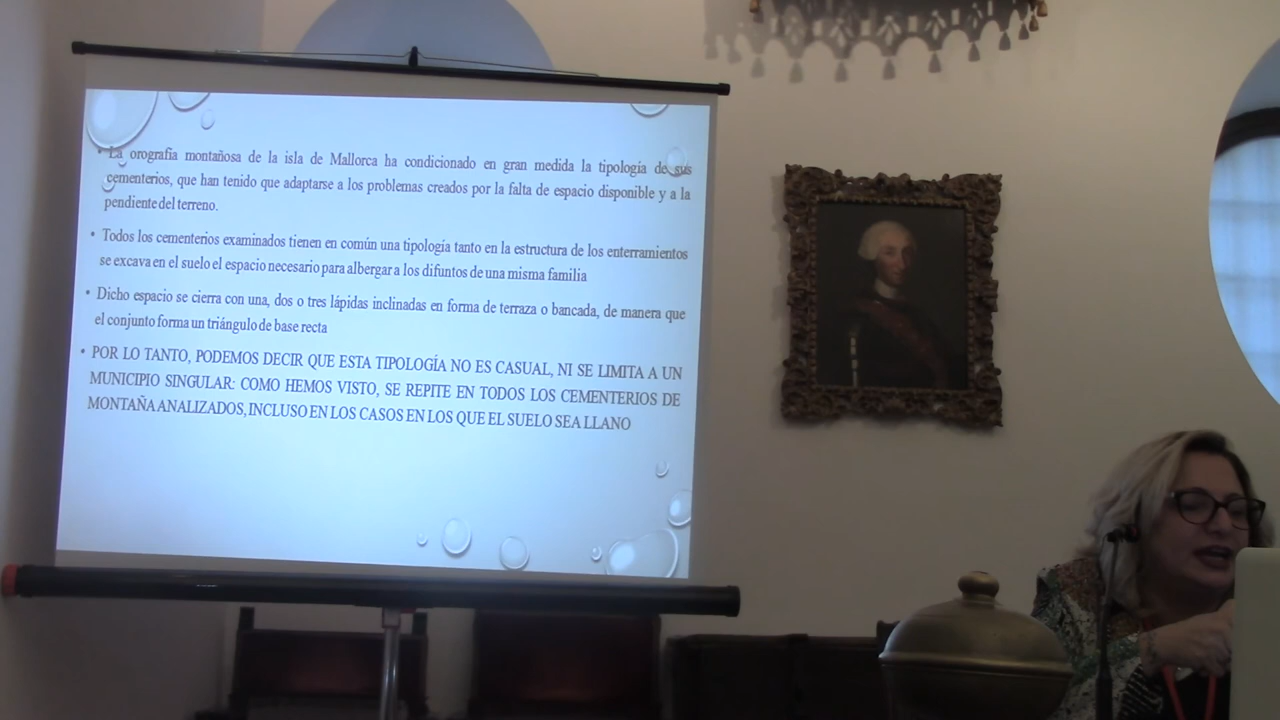 • La orografía montañosa de la isla de Mallorca ha condicionado en gran medida la tipología de sus
cementerios, que han tenido que adaptarse a los problemas creados por la falta de espacio disponible y a la
pendiente del terreno.
• Todos los cementerios examinados tienen en común una tipología tanto en la estructura de los enterramientos
se excava en el suelo el espacio necesario para albergar a los difuntos de una misma familia
• Dicho espacio se cierra con una, dos o tres lápidas inclinadas en forma de terraza o bancada, de manera que
el conjunto forma un triángulo de base recta
• POR LO TANTO, PODEMOS DECIR QUE ESTA TIPOLOGÍA NO ES CASUAL, NI SE LIMITA A UN
MUNICIPIO SINGULAR: COMO HEMOS VISTO, SE REPITE EN TODOS LOS CEMENTERIOS DE
MONTAÑA ANALIZADOS, INCLUSO EN LOS CASOS EN LOS QUE EL SUELO SEA LLANO